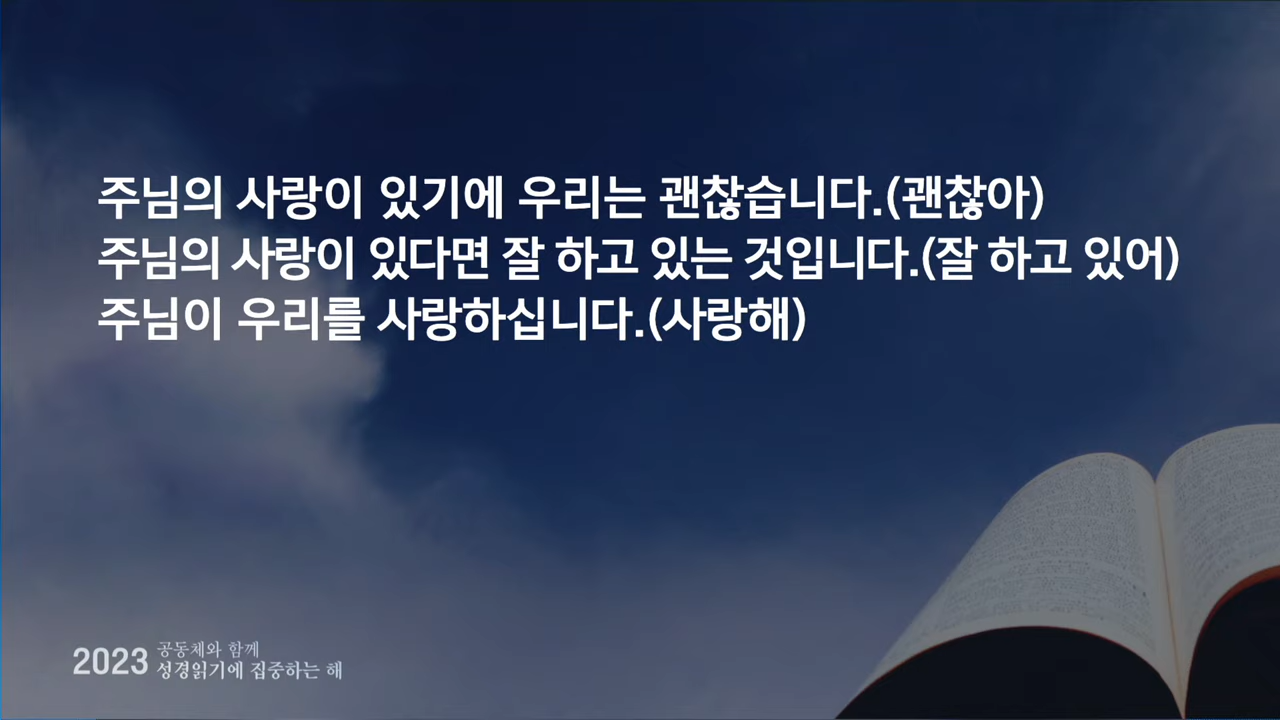 주님의 사랑이 있기에 우리는 괜찮습니다.(괜찮아)
주님의 사랑이 있다면 잘 하고 있는 것입니다.(잘 하고 있어)
주님이 우리를 사랑하십니다.(사랑해)
2023 공동체와 함께
성경읽기에 집중하는 해